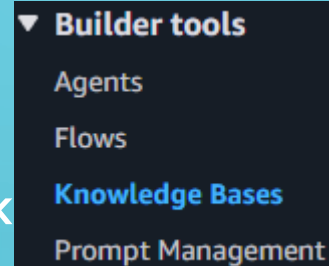 ▼ Builder tools
Agents
Flows
Knowledge Bases
Prompt Management